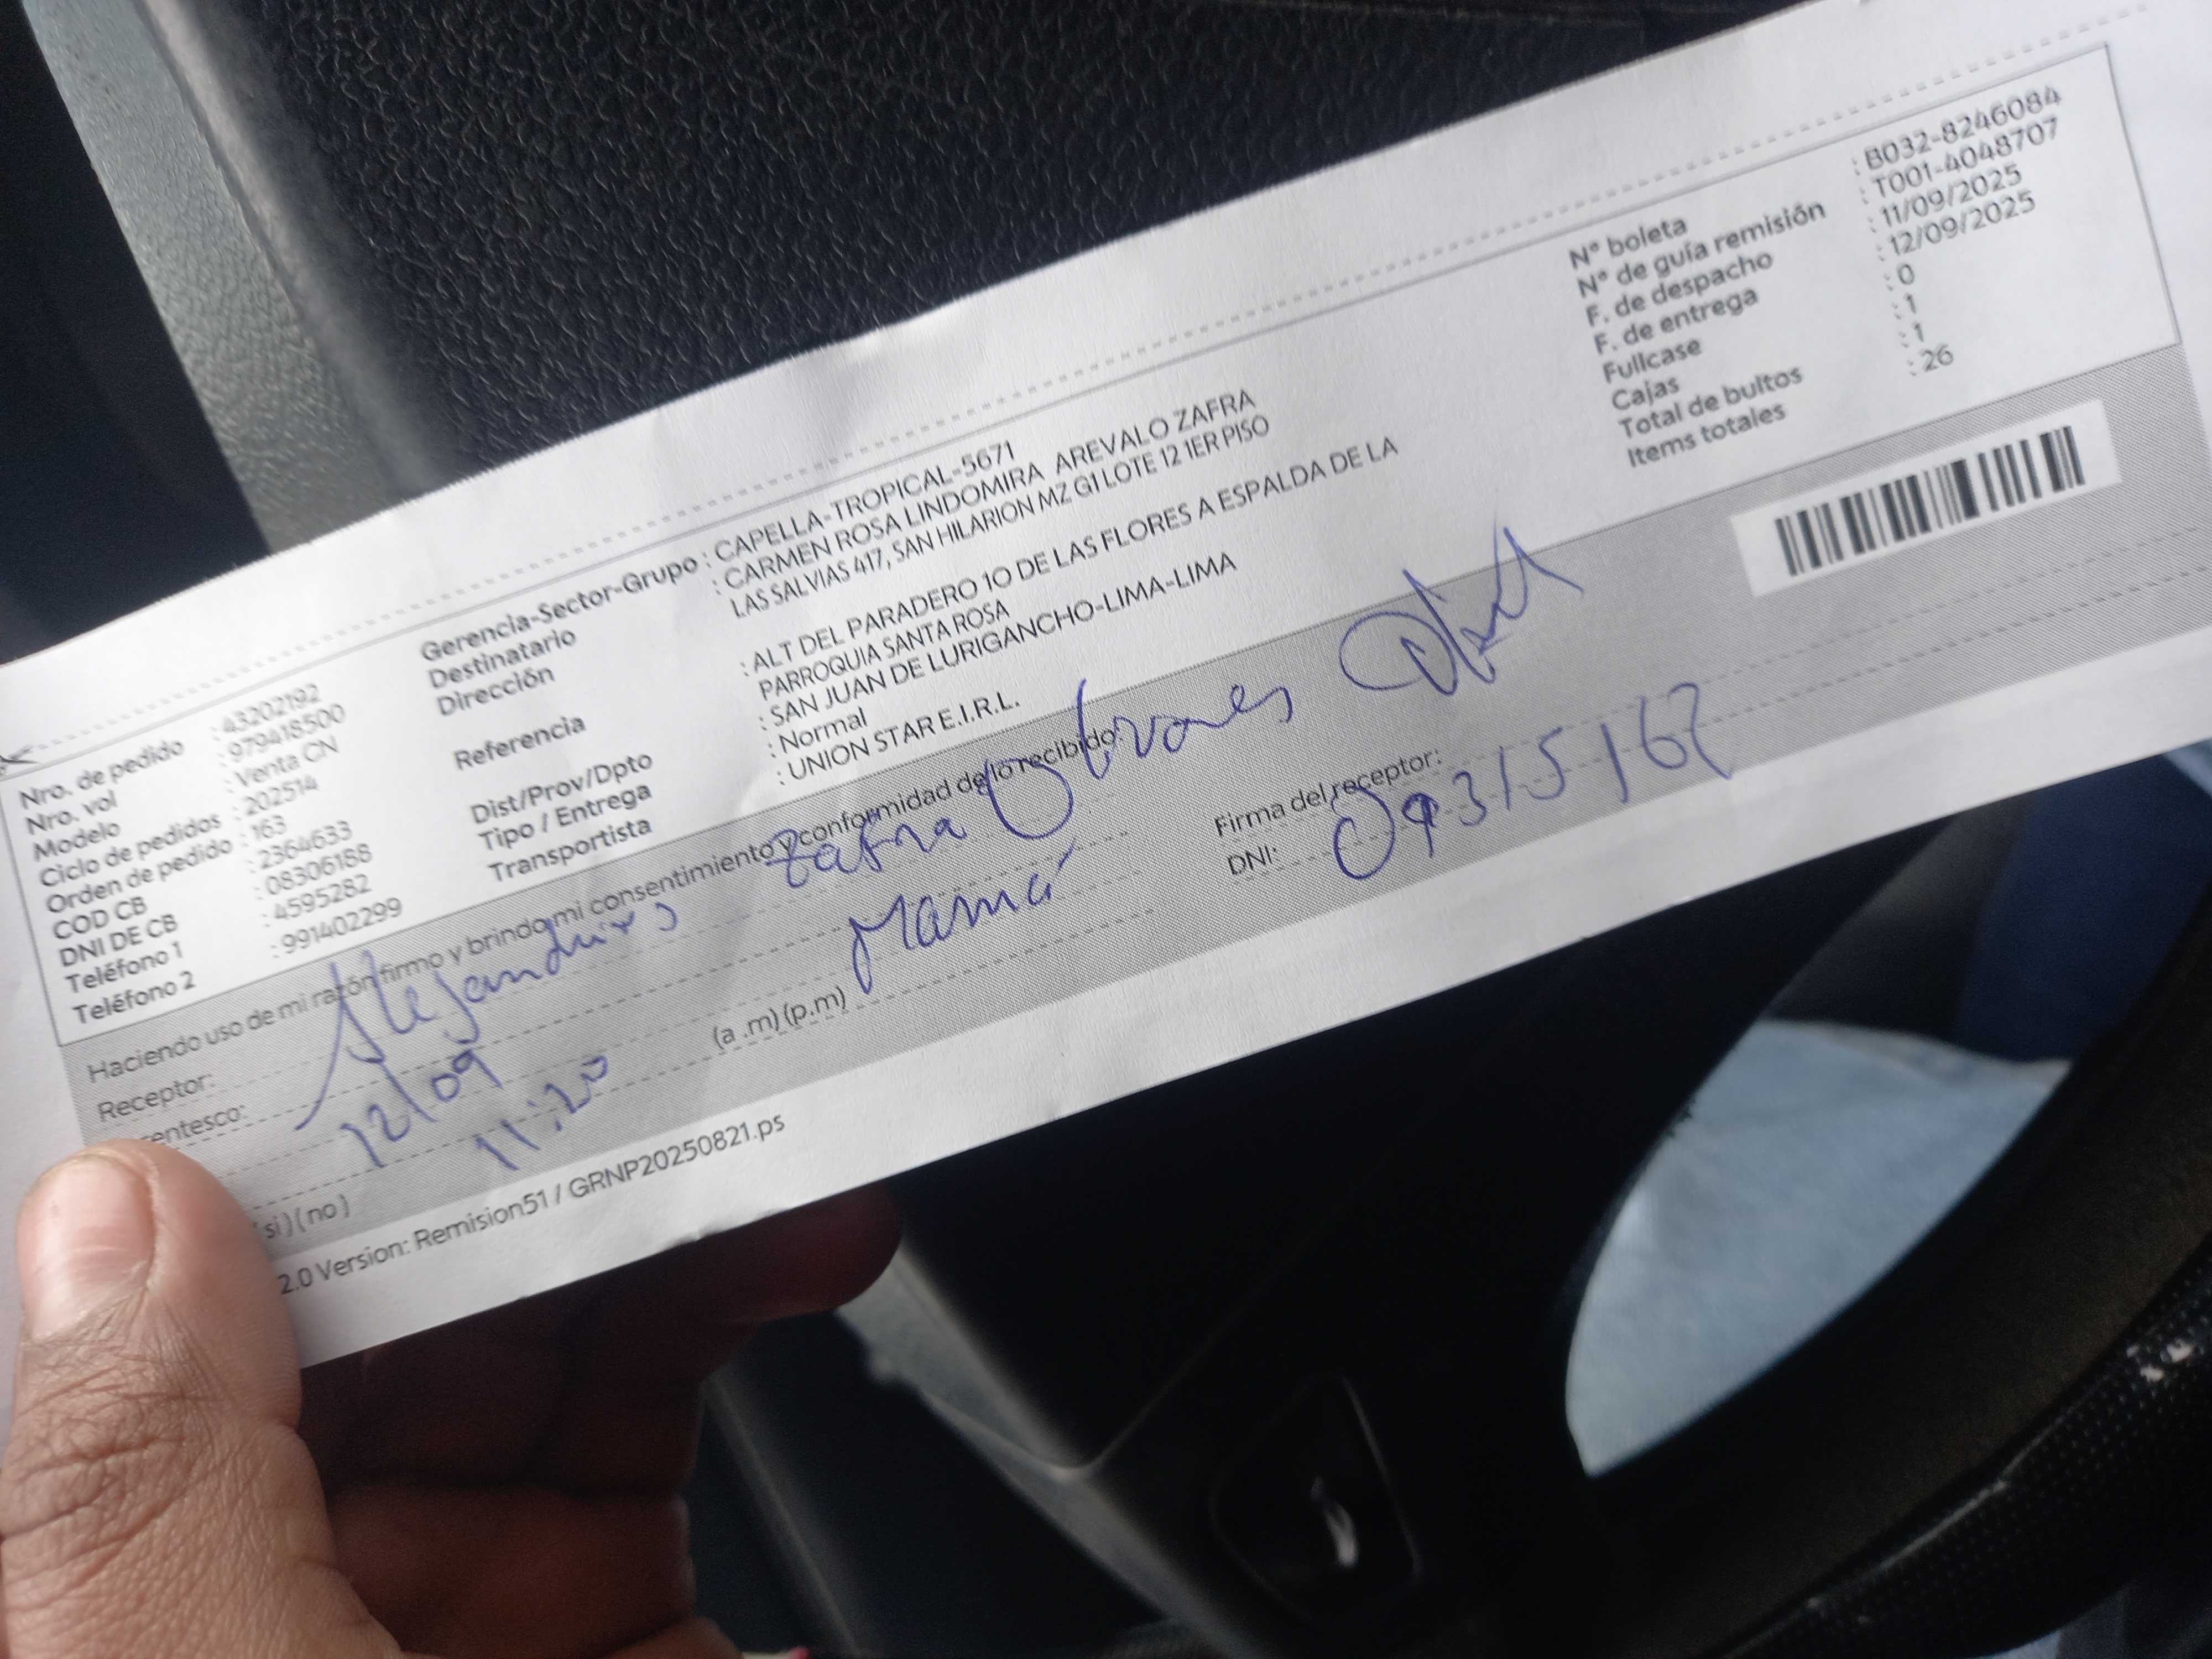 Nro. de pedido : 43202192
Nro. vol : 979418500
Modelo : Venta CN
Ciclo de pedidos : 202514
Orden de pedido : 163
COD CB : 2364633
DNI DE CB : 08306188
Teléfono 1 : 4595282
Teléfono 2 : 991402299
Gerencia-Sector-Grupo : CAPELLA-TROPICAL-5671
Destinatario : CARMEN ROSA LINDOMIRA AREVALO ZAFRA
Dirección LAS SALVIAS 417, SAN HILARION MZ G1 LOTE 12 1ER PISO
Referencia : ALT DEL PARADERO 10 DE LAS FLORES A ESPALDA DE LA
PARROQUIA SANTA ROSA
Dist/Prov/Dpto : SAN JUAN DE LURIGANCHO-LIMA-LIMA
Tipo / Entrega : Normal
Transportista : UNION STAR E.I.R.L.
N° boleta : B032-8246084
N° de guía remisión : T001-4048707
F. de despacho : 11/09/2025
F. de entrega : 12/09/2025
Fullcase : 0
Cajas : 1
Total de bultos : 1
Items totales : 26
Haciendo uso de mi razón firmo y brindo mi consentimiento y conformidad de lo recibido:
Receptor: Zafra
entesco: Mamá
Firma del receptor:
DNI: 09315167
12/09
11:20 (a .m) (p.m)
si ) ( no )
2.0 Version: Remision51 / GRNP20250821.ps